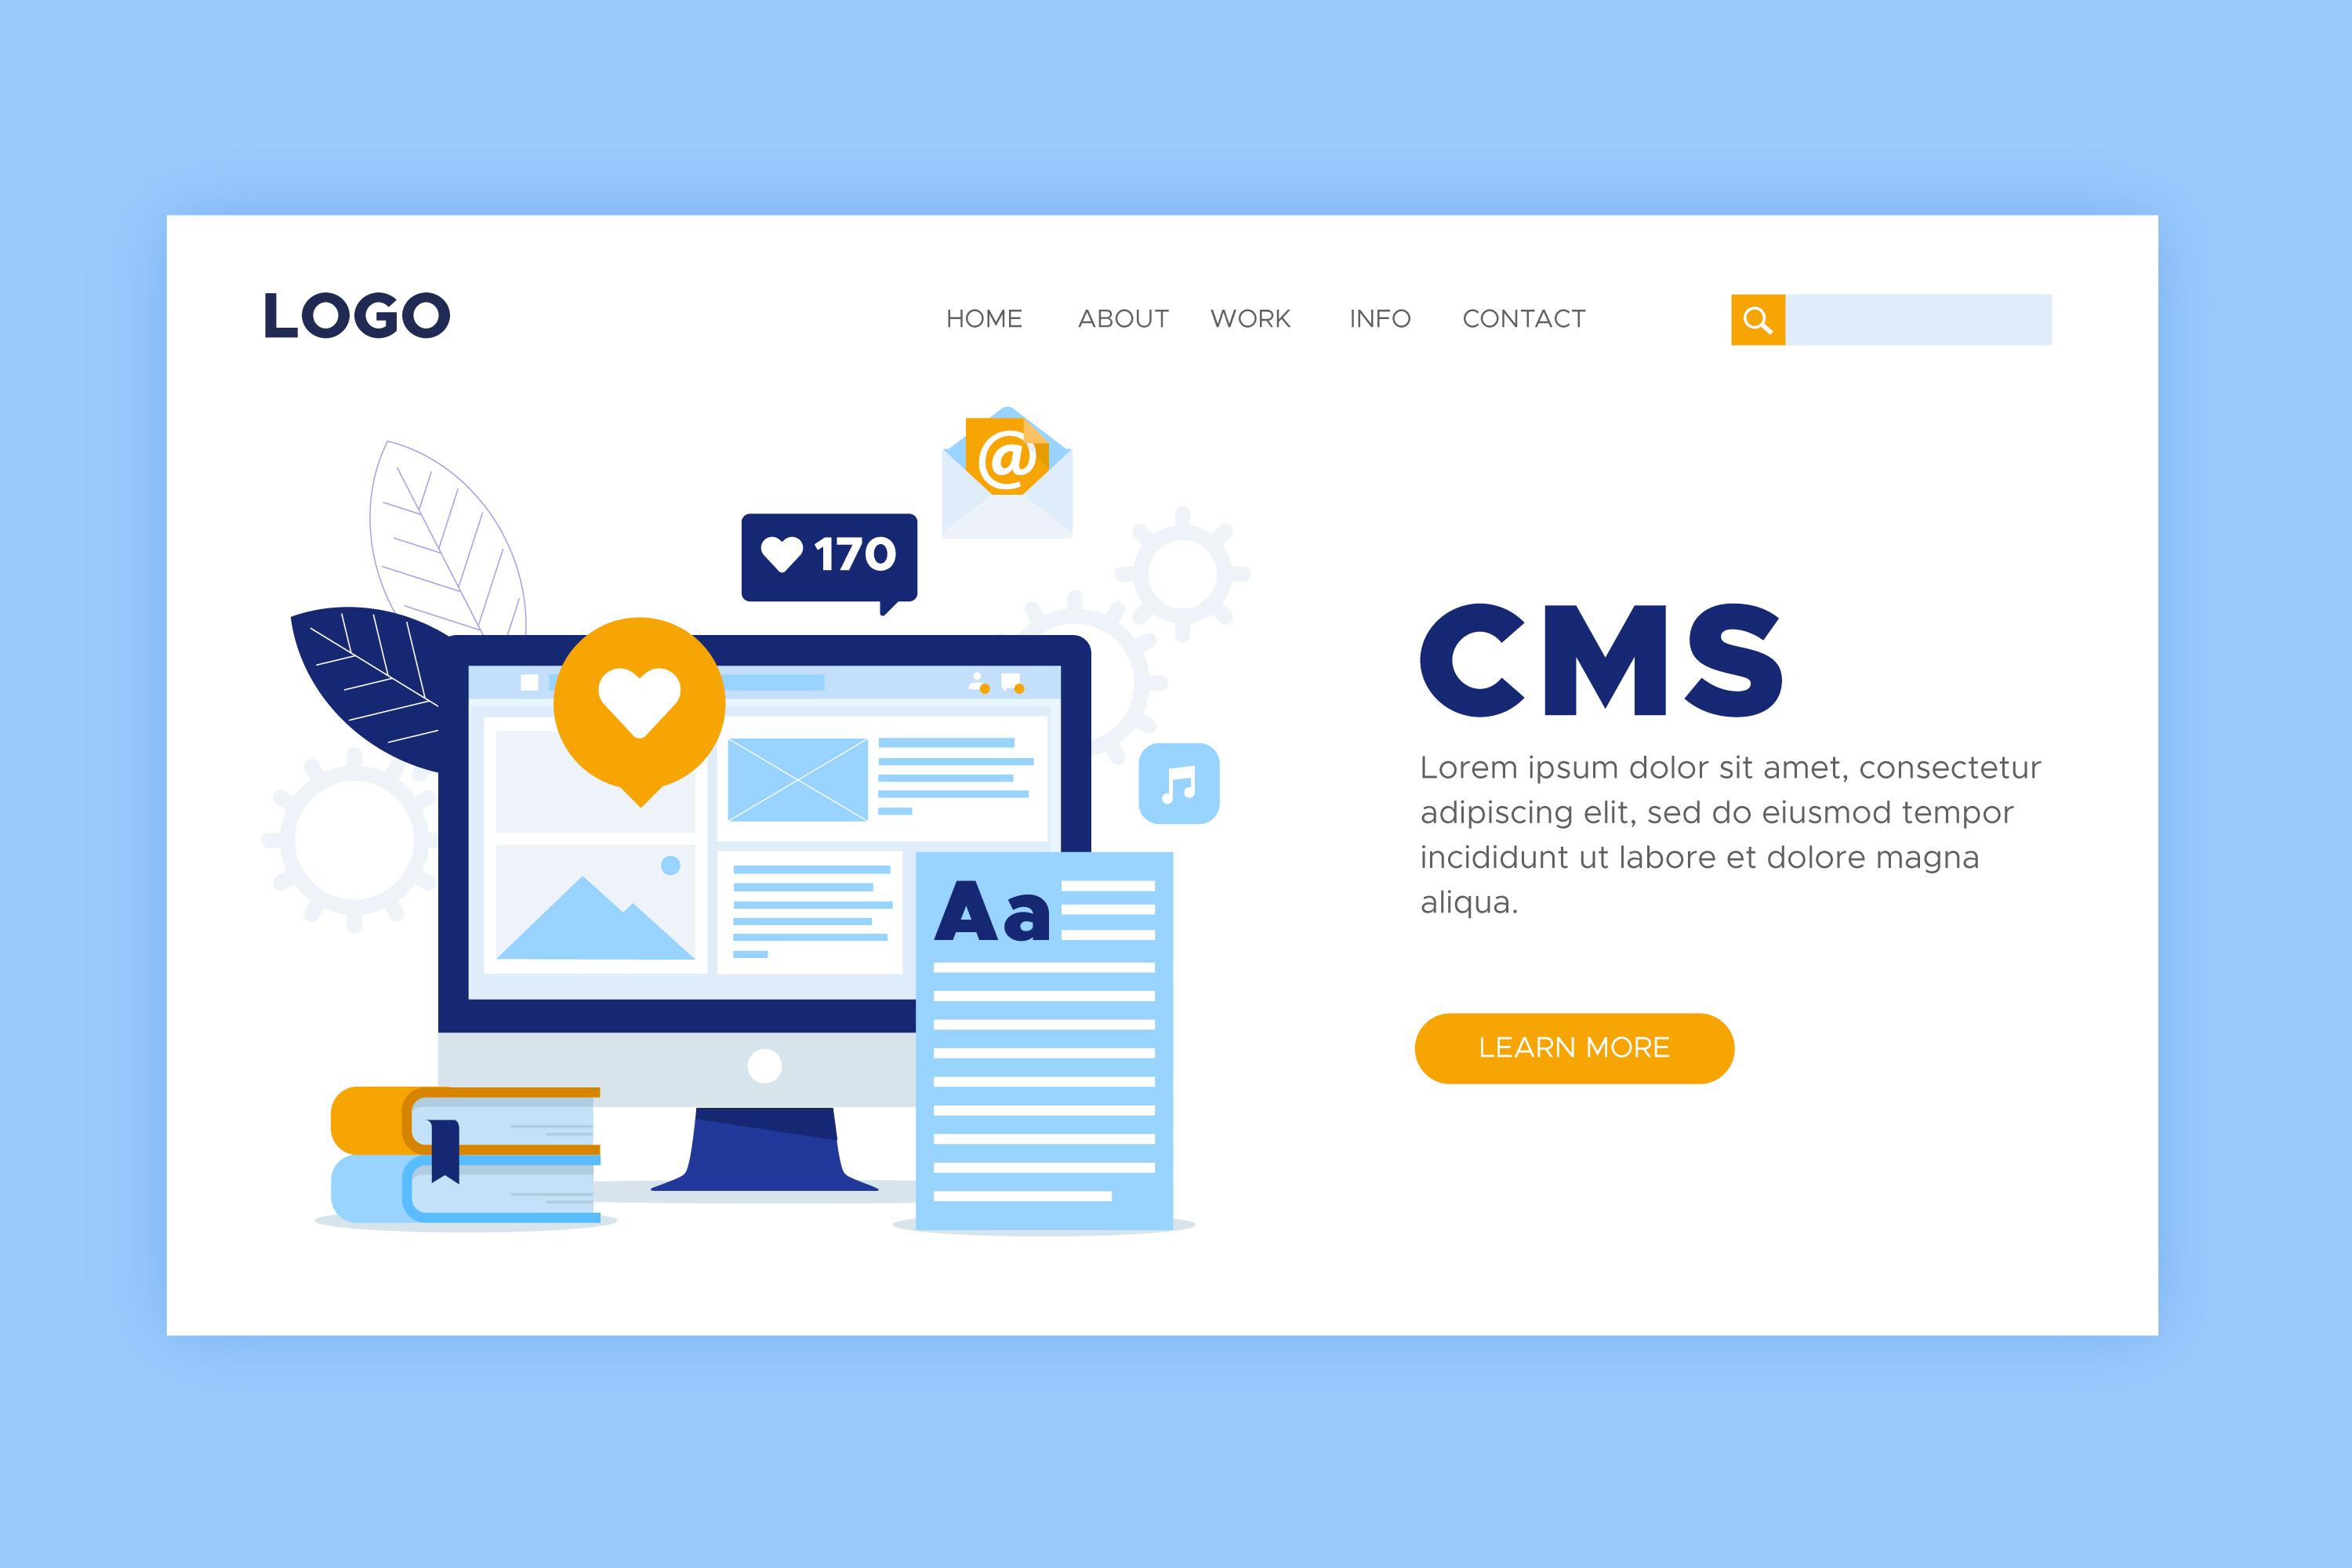 LOGO
HOME ABOUT WORK INFO CONTACT
@
170
Aa
CMS
Lorem ipsum dolor sit amet, consectetur
adipiscing elit, sed do eiusmod tempor
incididunt ut labore et dolore magna
aliqua.
LEARN MORE